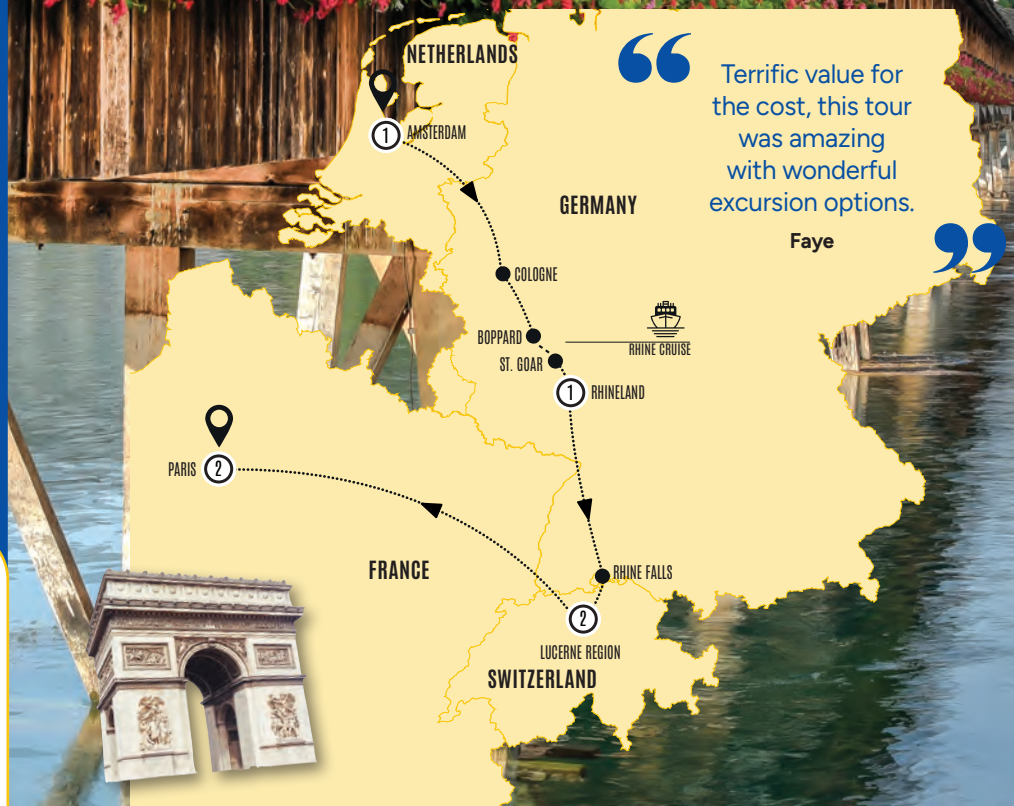 NETHERLANDS
1
AMSTERDAM
“
Terrific value for
the cost, this tour
was amazing
with wonderful
excursion options.
Faye
”
GERMANY
COLOGNE
BOPPARD
ST. GOAR
RHINE CRUISE
1
RHINELAND
PARIS
2
FRANCE
RHINE FALLS
2
LUCERNE REGION
SWITZERLAND